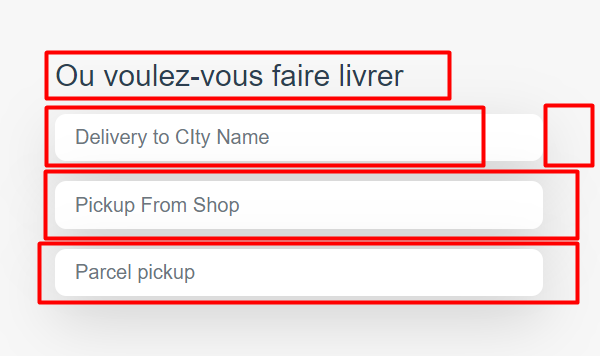 Ou voulez-vous faire livrer
Delivery to CIty Name
Pickup From Shop
Parcel pickup